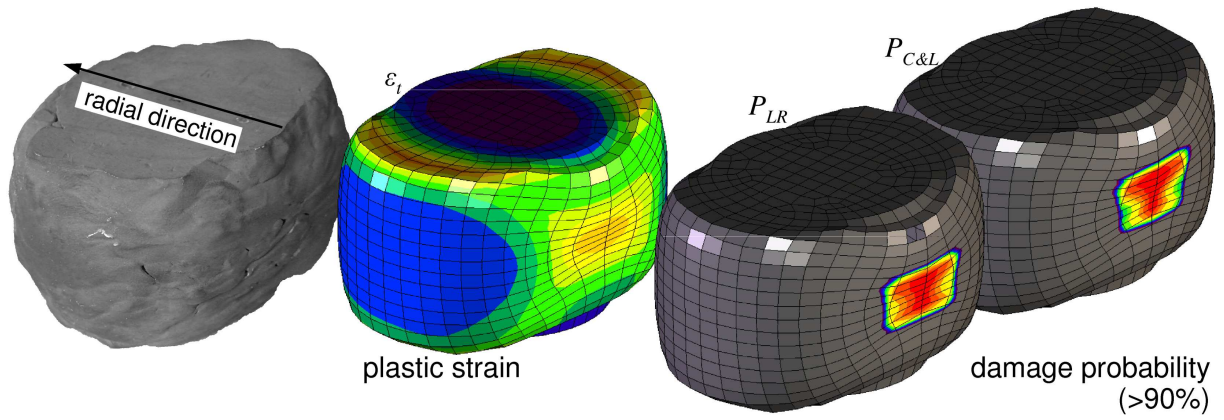 radial direction
ε_t
P_LR
P_C&L
plastic strain
damage probability
(>90%)